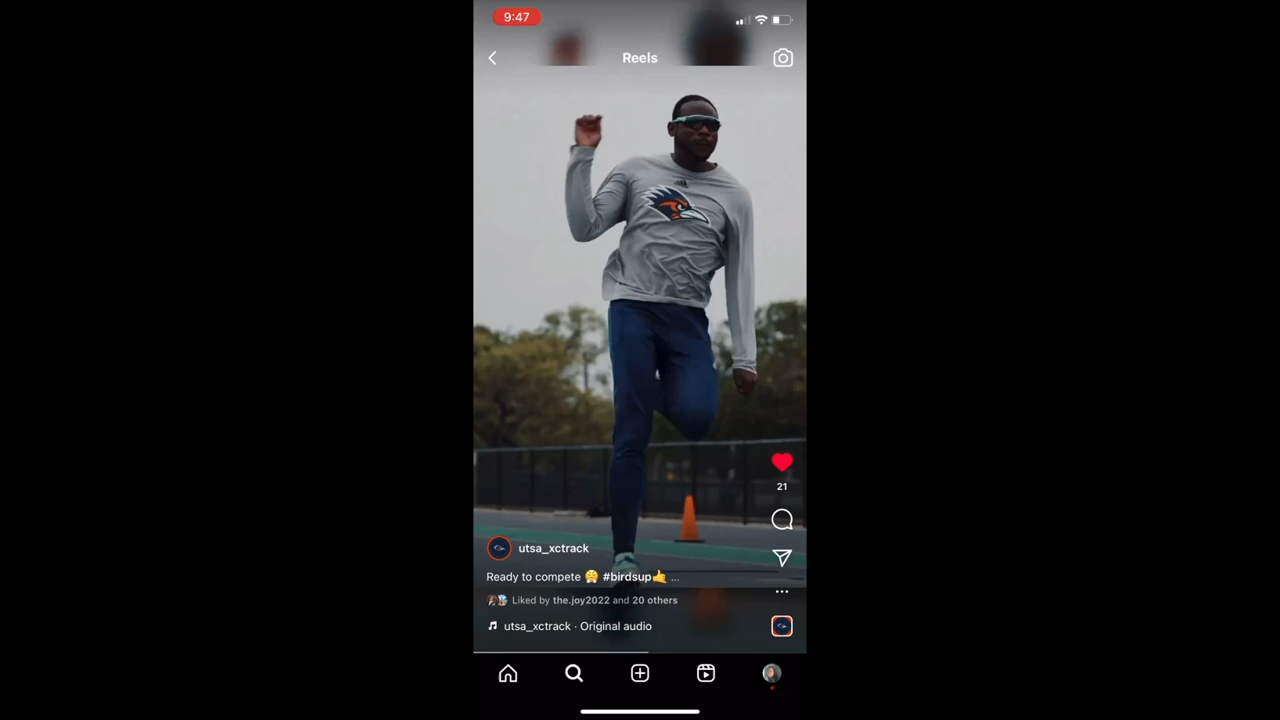 9:47
Reels
21
utsa_xctrack
Ready to compete 😤 #birdsup🤙 ...
Liked by the.joy2022 and 20 others
utsa_xctrack · Original audio